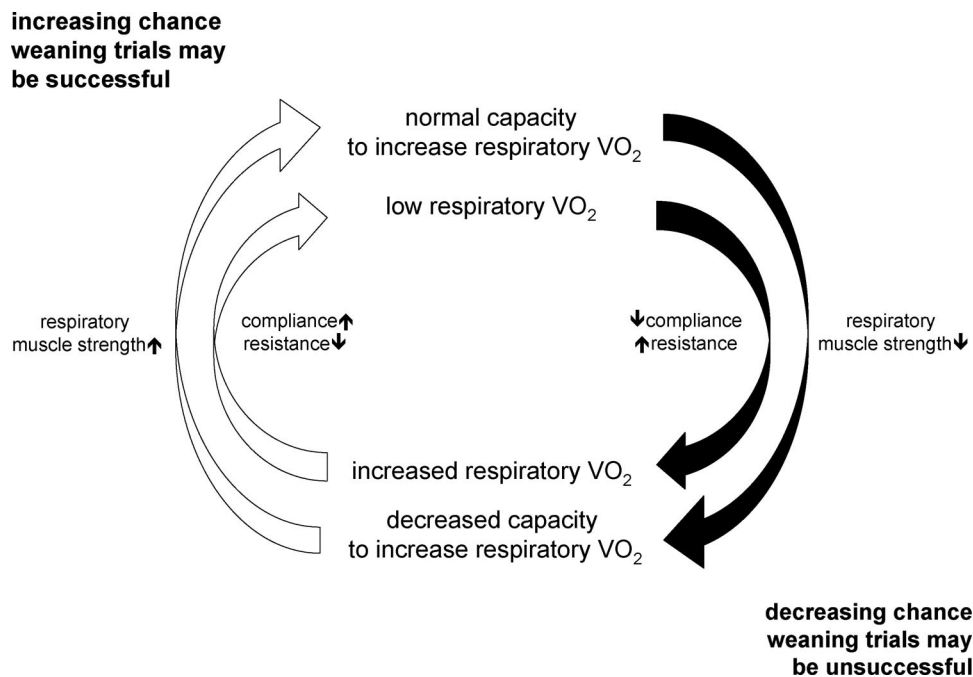 increasing chance
weaning trials may
be successful
normal capacity
to increase respiratory VO₂
low respiratory VO₂
respiratory
muscle strength🡹
compliance🡹
resistance🡻
🡻compliance
🡹resistance
respiratory
muscle strength🡻
increased respiratory VO₂
decreased capacity
to increase respiratory VO₂
decreasing chance
weaning trials may
be unsuccessful